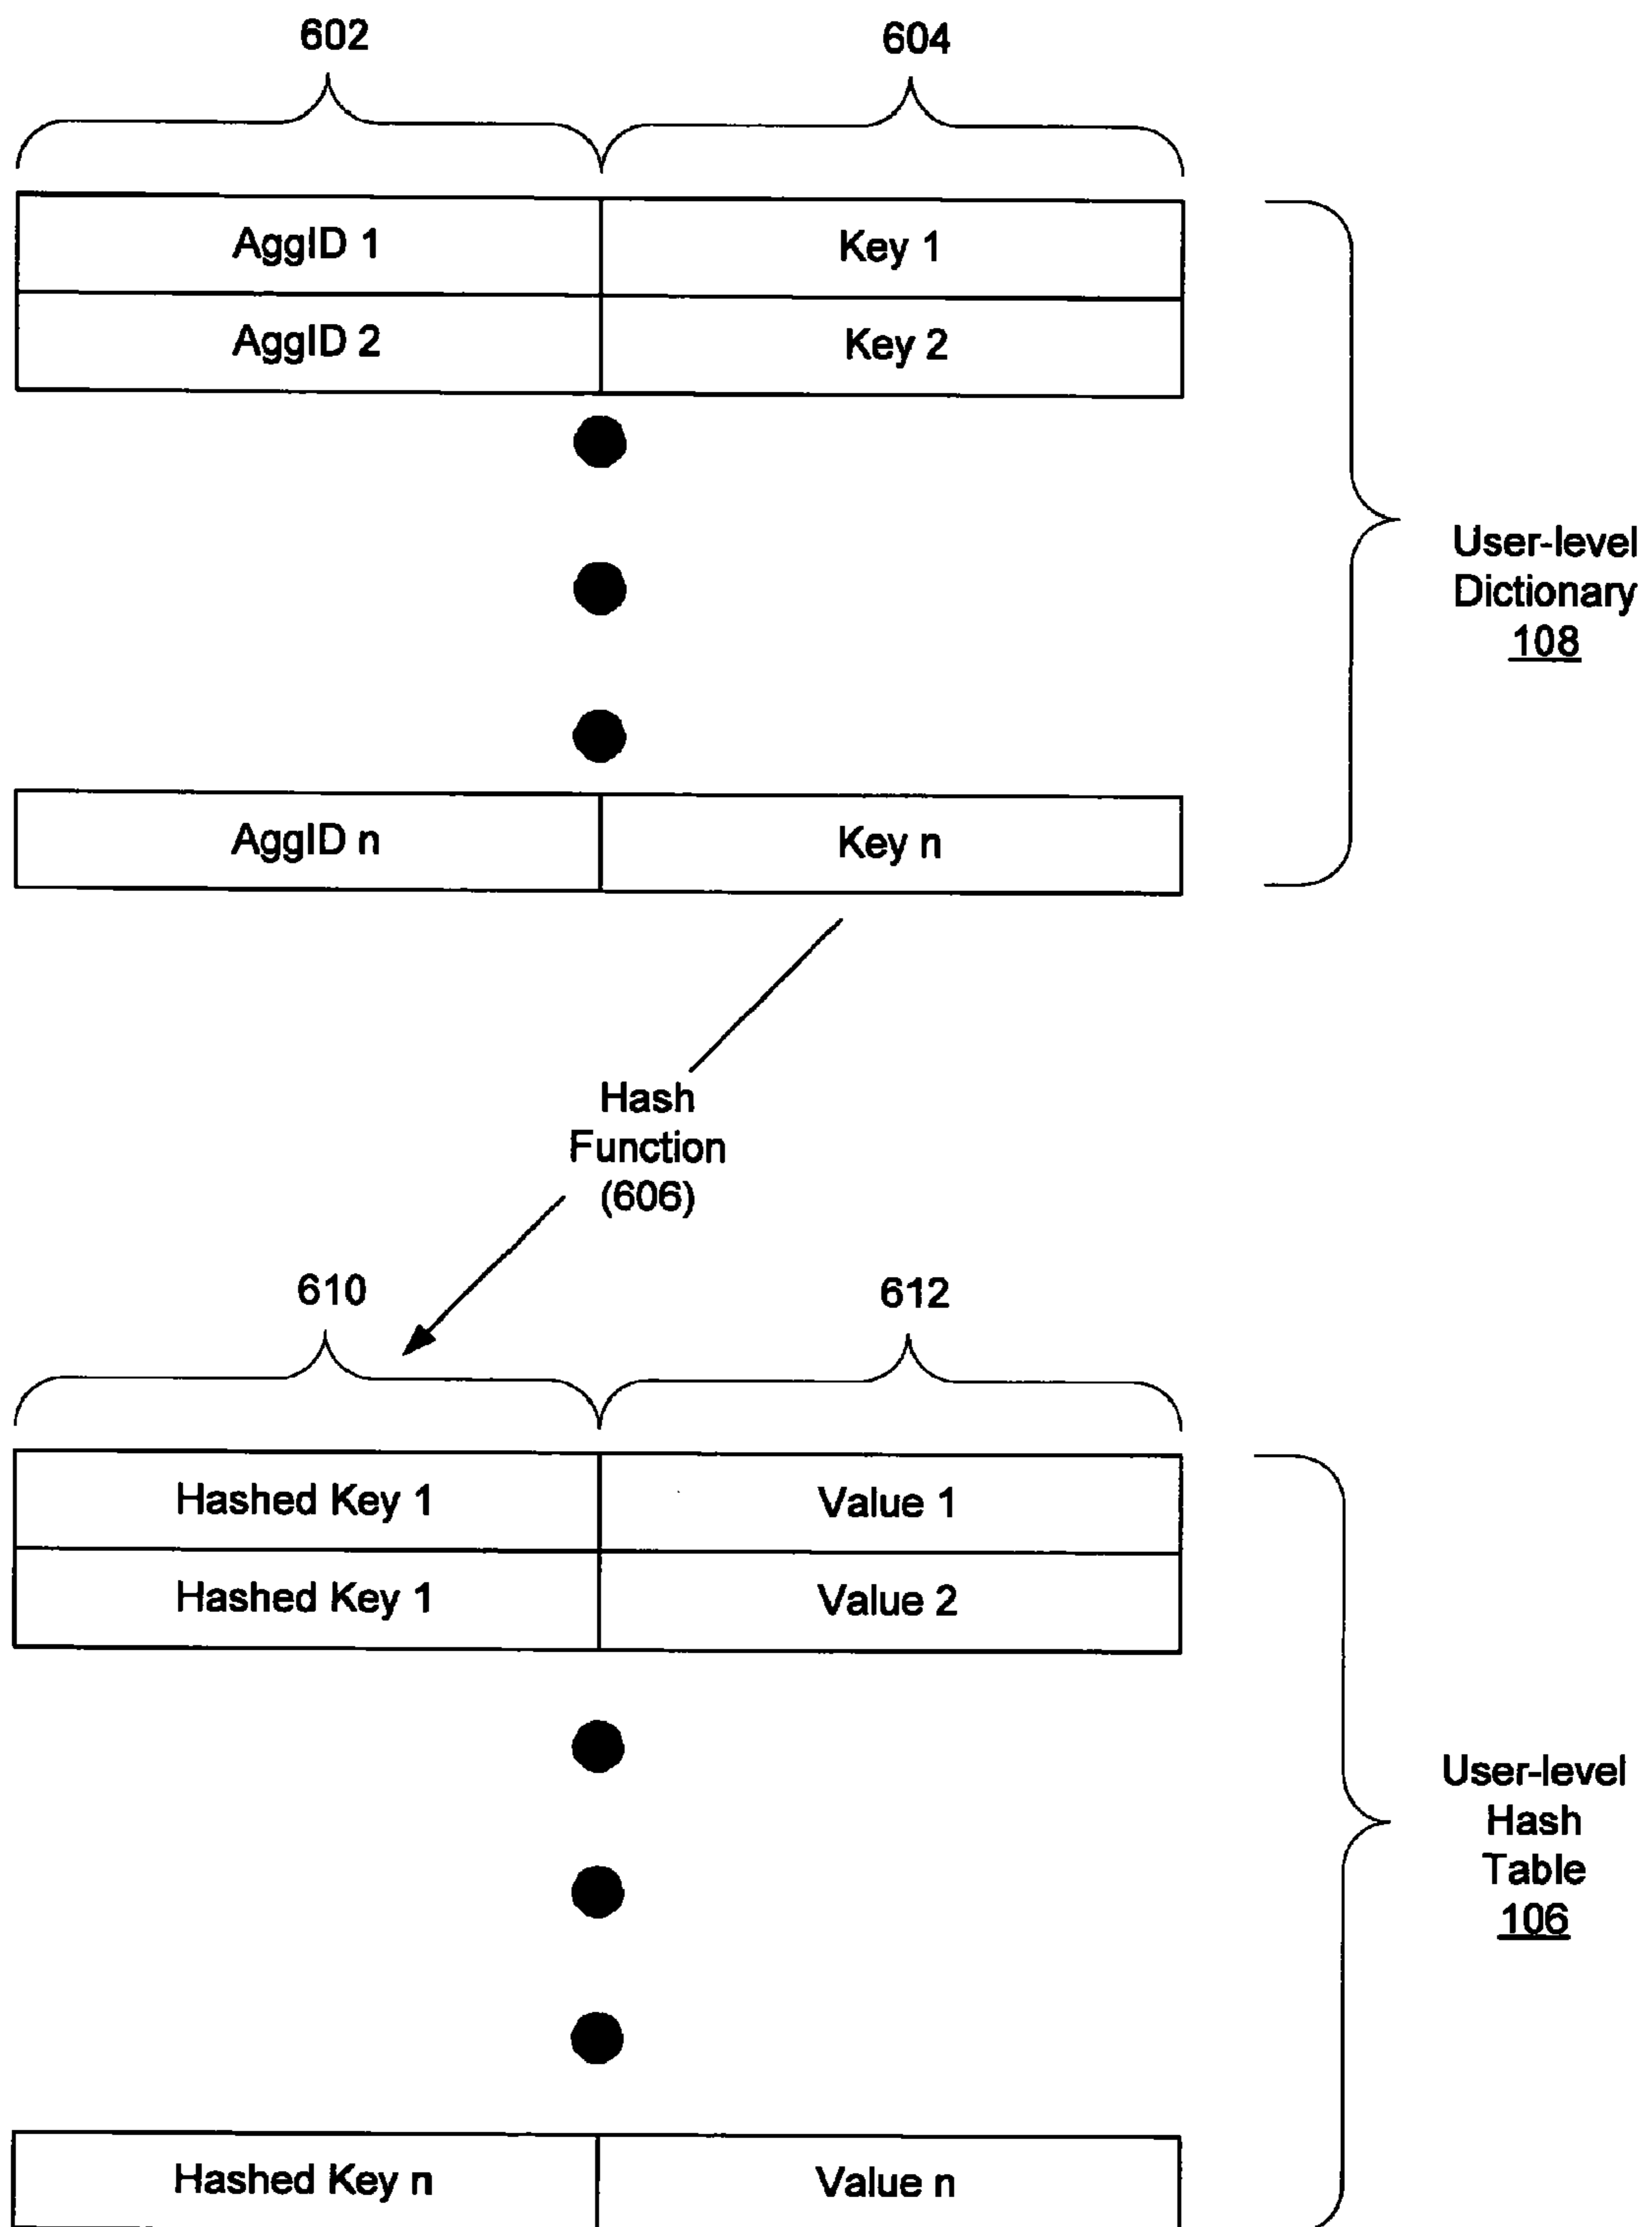 602
604
AggID 1
Key 1
AggID 2
Key 2
AggID n
Key n
User-level
Dictionary
108
Hash
Function
(606)
610
612
Hashed Key 1
Value 1
Hashed Key 1
Value 2
Hashed Key n
Value n
User-level
Hash
Table
106